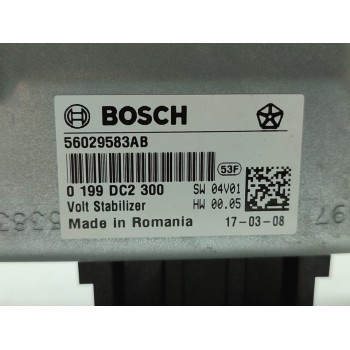 BOSCH
56029583AB
53F
0 199 DC2 300 SW 04V01
Volt Stabilizer HW 00.05
Made in Romania 17-03-08